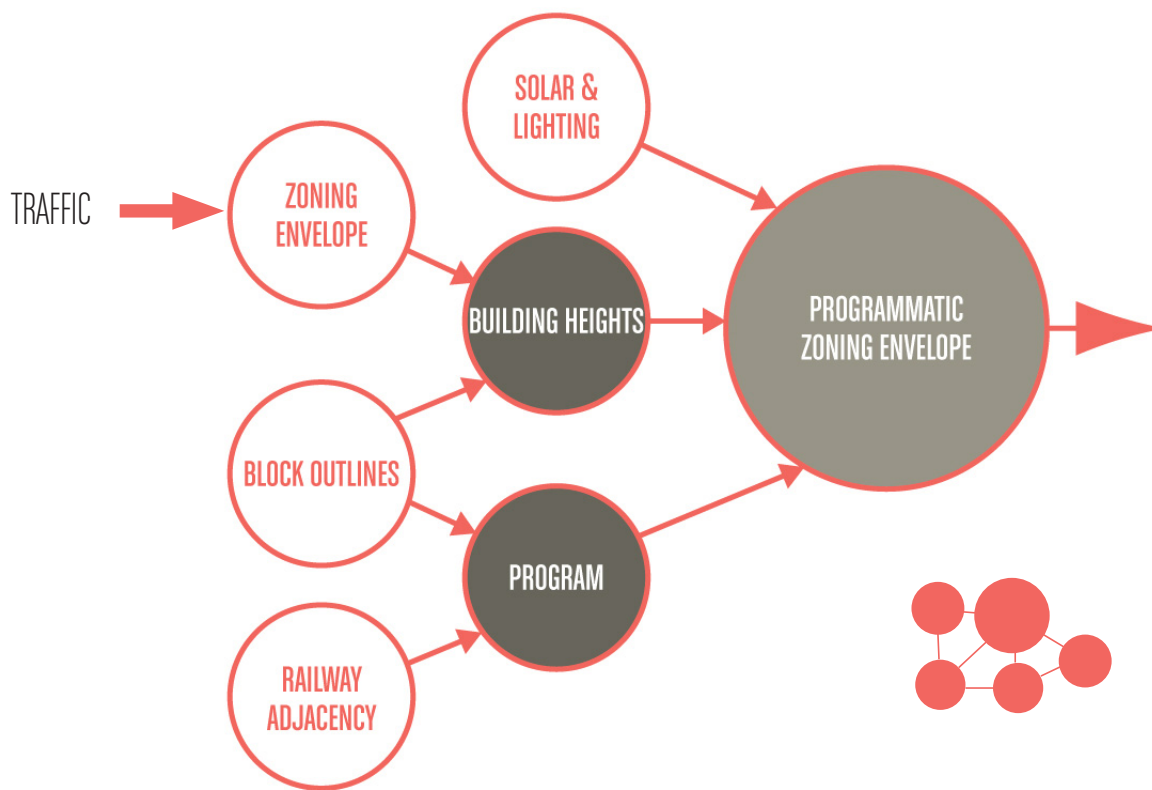 SOLAR &
LIGHTING
TRAFFIC
ZONING
ENVELOPE
BUILDING HEIGHTS
PROGRAMMATIC
ZONING ENVELOPE
BLOCK OUTLINES
PROGRAM
RAILWAY
ADJACENCY